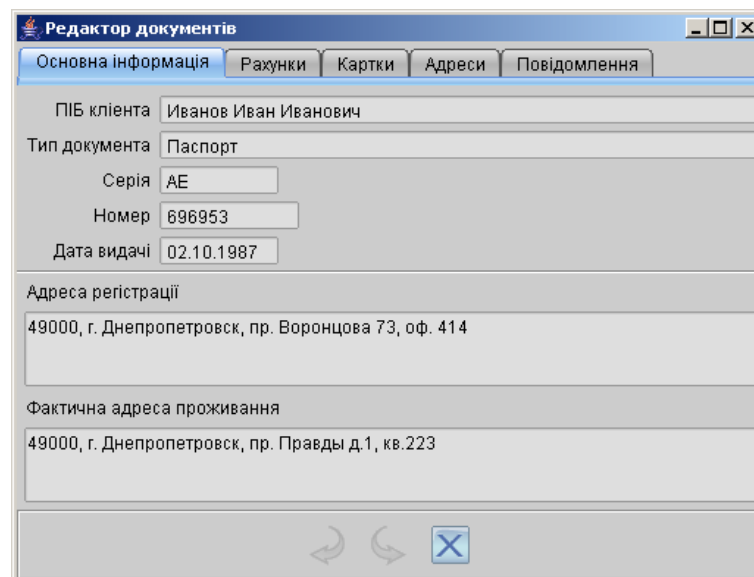 Редактор документів
Основна інформація Рахунки Картки Адреси Повідомлення
ПІБ клієнта Иванов Иван Иванович
Тип документа Паспорт
Серія АЕ
Номер 696953
Дата видачі 02.10.1987
Адреса регістрації
49000, г. Днепропетровск, пр. Воронцова 73, оф. 414
Фактична адреса проживання
49000, г. Днепропетровск, пр. Правды д.1, кв.223